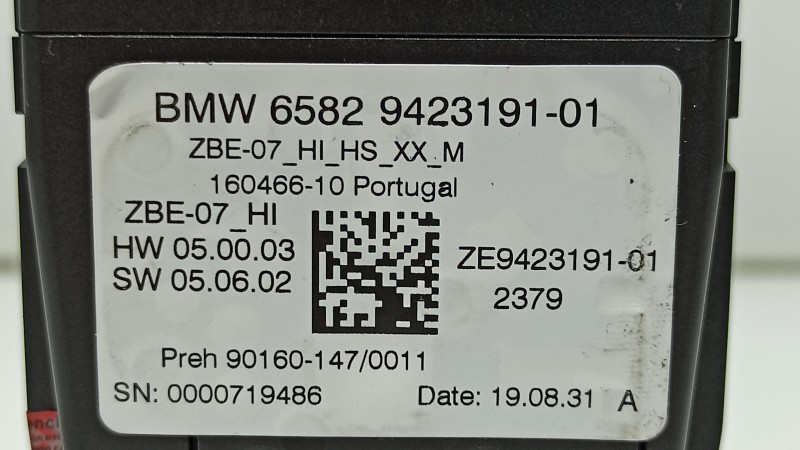 BMW 6582 9423191-01
ZBE-07_HI_HS_XX_M
160466-10 Portugal
ZBE-07_HI
HW 05.00.03
SW 05.06.02
ZE9423191-01
2379
Preh 90160-147/0011
SN: 0000719486
Date: 19.08.31 A